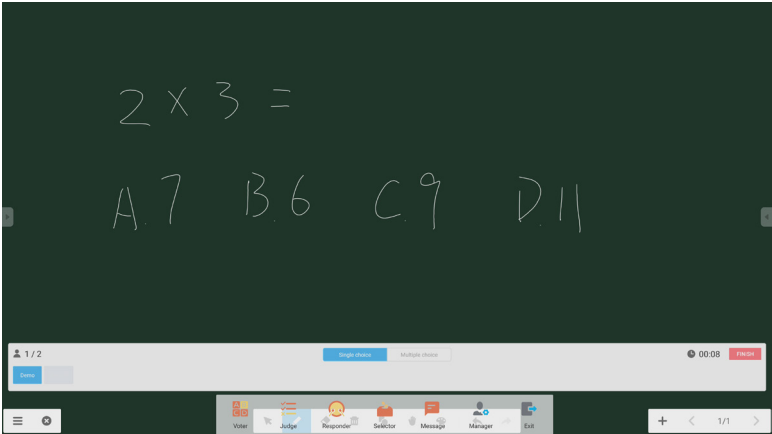 2 × 3 =
A.7 B.6 C.9 D.11
1 / 2
Single choice Multiple choice
00:08 FINISH
Demo
Voter Judge Responder Selector Message Manager Exit
1/1